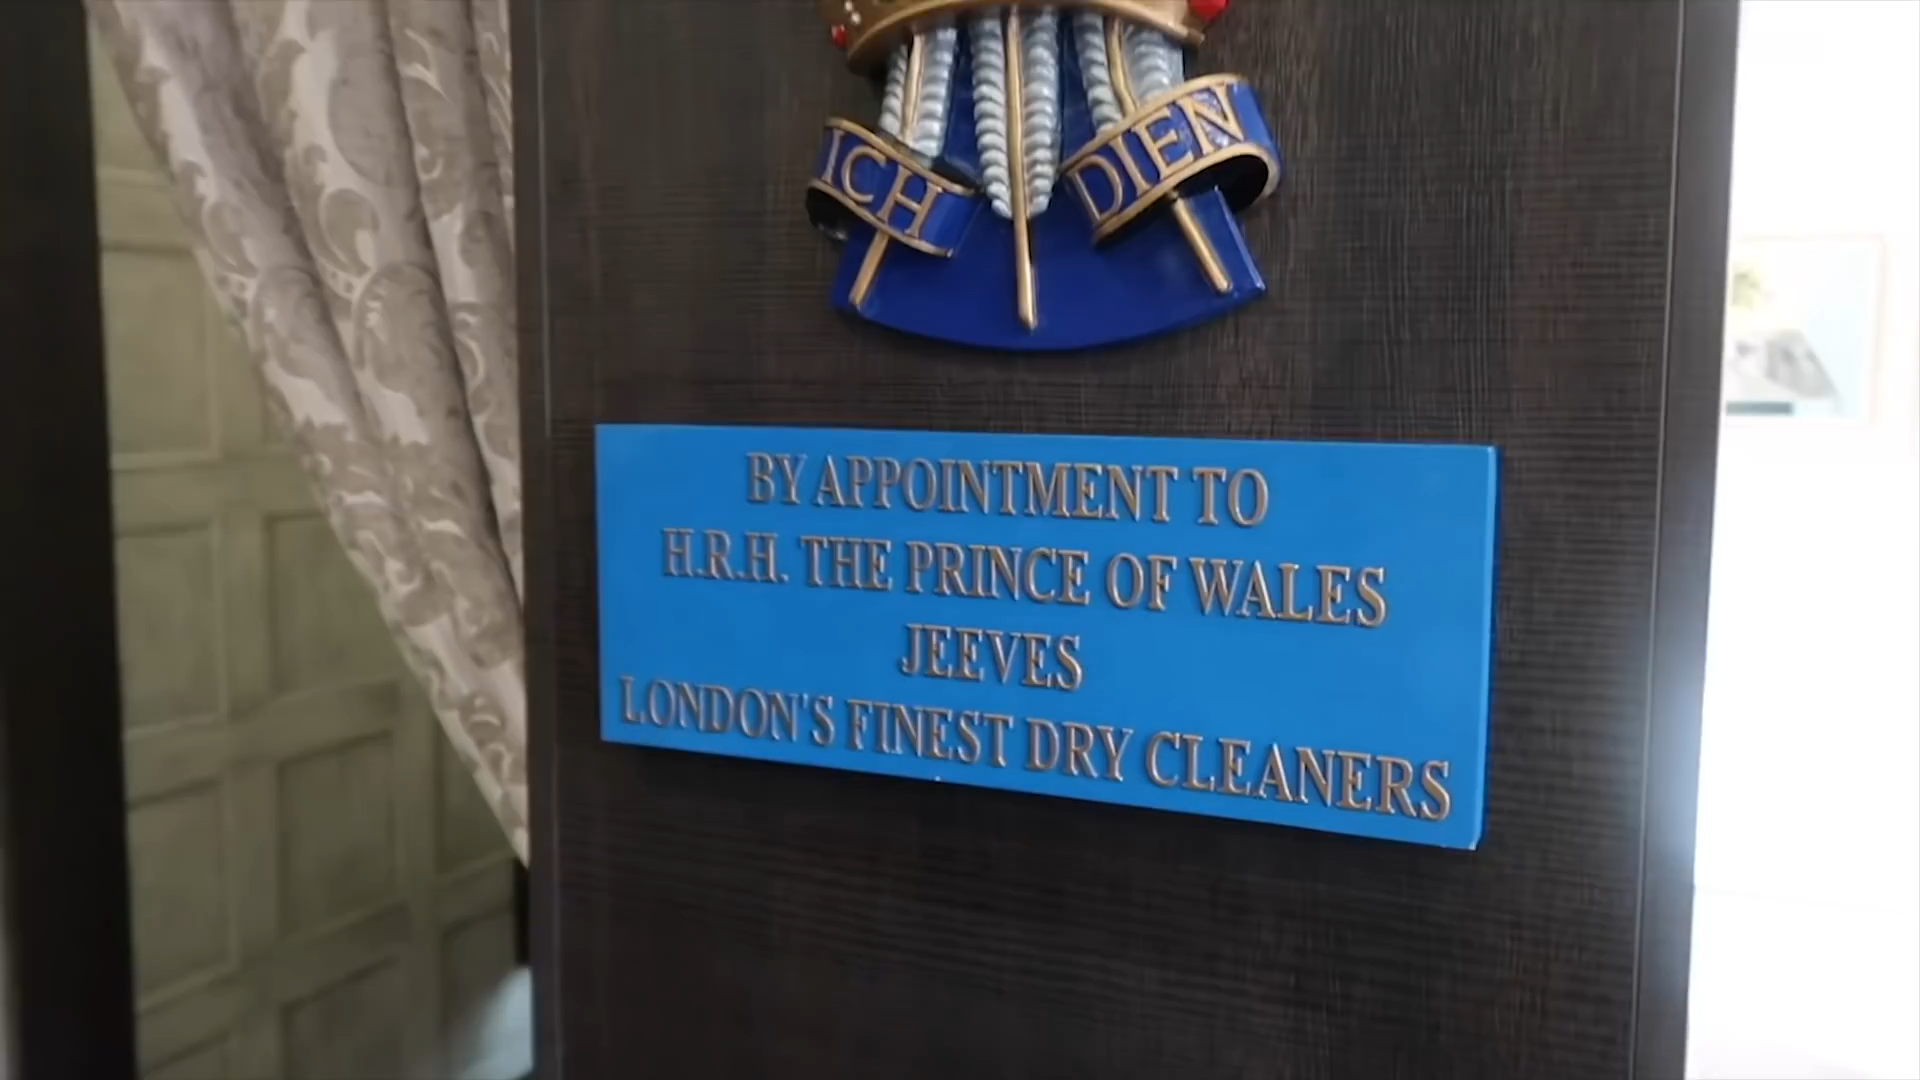 ICH DIEN
BY APPOINTMENT TO
H.R.H. THE PRINCE OF WALES
JEEVES
LONDON'S FINEST DRY CLEANERS